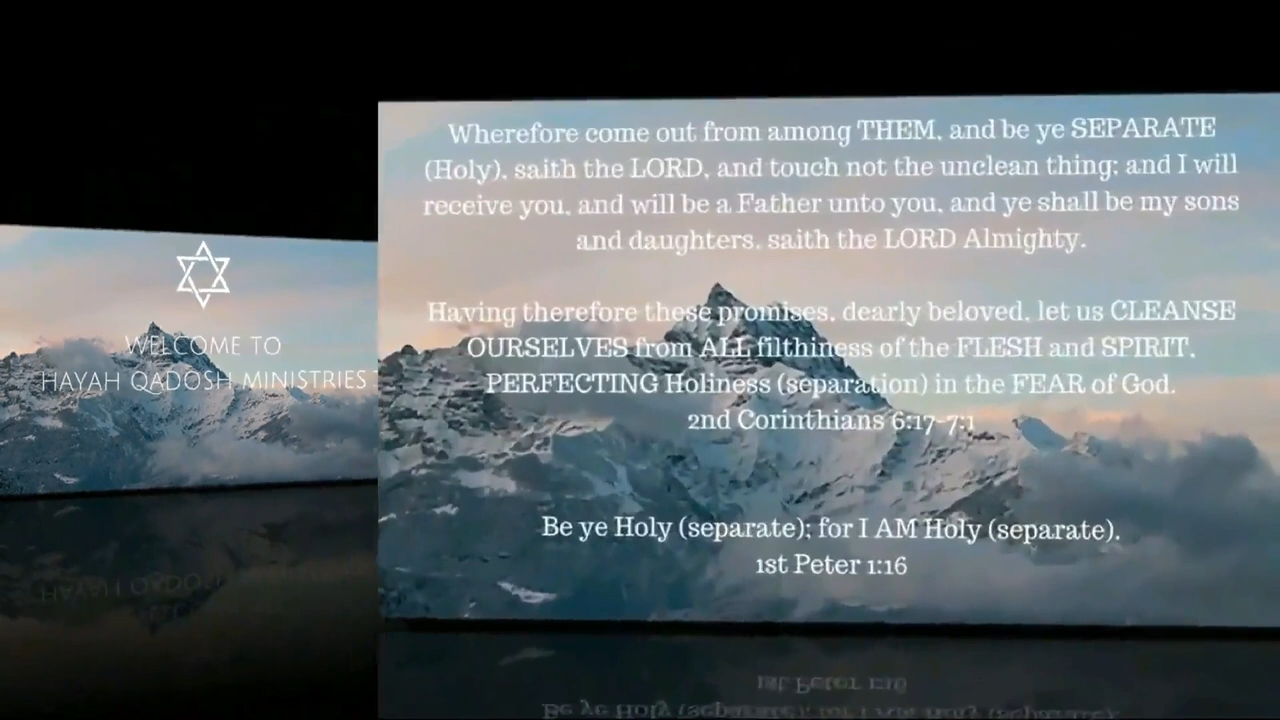 WELCOME TO
HAYAH QADOSH MINISTRIES
Wherefore come out from among THEM, and be ye SEPARATE
(Holy), saith the LORD, and touch not the unclean thing; and I will
receive you, and will be a Father unto you, and ye shall be my sons
and daughters, saith the LORD Almighty.
Having therefore these promises, dearly beloved, let us CLEANSE
OURSELVES from ALL filthiness of the FLESH and SPIRIT,
PERFECTING Holiness (separation) in the FEAR of God.
2nd Corinthians 6:17-7:1
Be ye Holy (separate); for I AM Holy (separate).
1st Peter 1:16